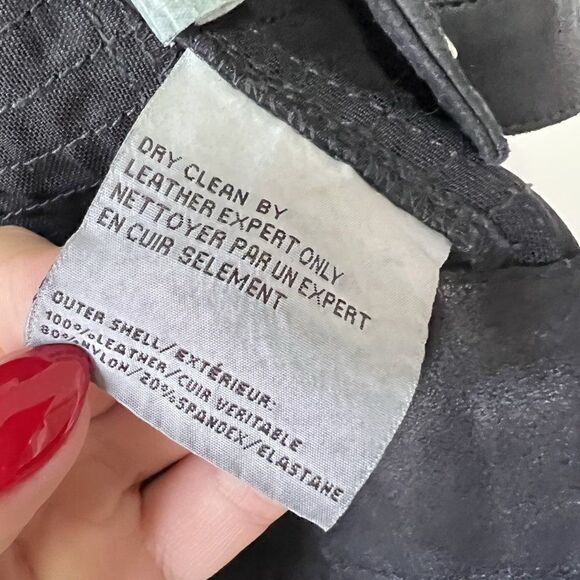 DRY CLEAN BY
LEATHER EXPERT ONLY
NETTOYER PAR UN EXPERT
EN CUIR SELEMENT
OUTER SHELL/EXTÉRIEUR:
100%LEATHER/CUIR VERITABLE
80%NYLON/20%SPANDEX/ELASTANE